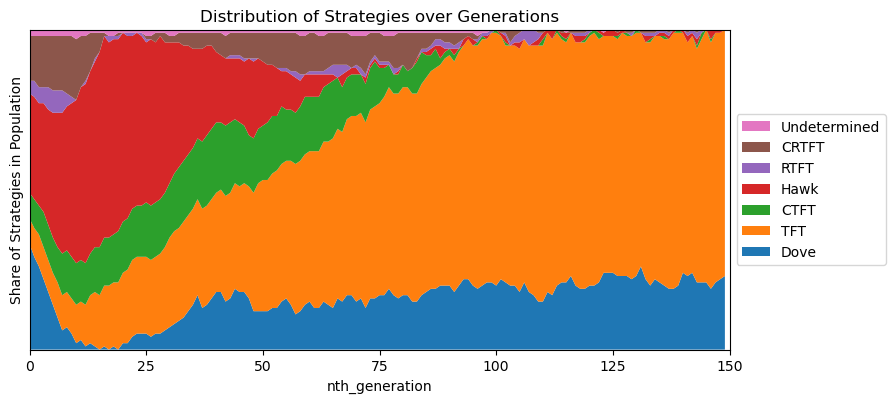 Distribution of Strategies over Generations
Share of Strategies in Population
Undetermined
CRTFT
RTFT
Hawk
CTFT
TFT
Dove
0 25 50 75 100 125 150
nth_generation